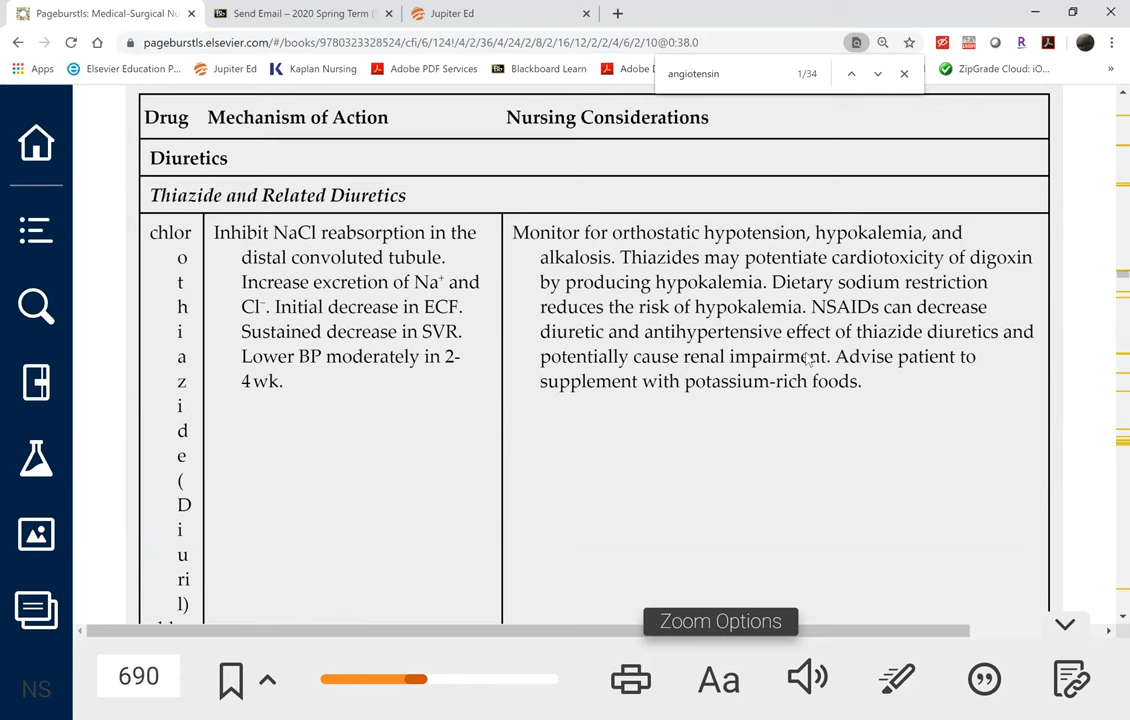 Pageburstls: Medical-Surgical Nu
Send Email – 2020 Spring Term (
Jupiter Ed
pageburstls.elsevier.com/#/books/9780323328524/cfi/6/124!/4/2/36/4/24/2/8/2/16/12/2/2/4/6/2/10@0:38.0
Apps
Elsevier Education P...
Jupiter Ed
Kaplan Nursing
Adobe PDF Services
Blackboard Learn
Adobe
ZipGrade Cloud: iO...
angiotensin 1/34
Drug Mechanism of Action Nursing Considerations
Diuretics
Thiazide and Related Diuretics
chlor
o
t
h
i
a
z
i
d
e
(
D
i
u
ri
l)
Inhibit NaCl reabsorption in the
distal convoluted tubule.
Increase excretion of Na⁺ and
Cl⁻. Initial decrease in ECF.
Sustained decrease in SVR.
Lower BP moderately in 2-
4 wk.
Monitor for orthostatic hypotension, hypokalemia, and
alkalosis. Thiazides may potentiate cardiotoxicity of digoxin
by producing hypokalemia. Dietary sodium restriction
reduces the risk of hypokalemia. NSAIDs can decrease
diuretic and antihypertensive effect of thiazide diuretics and
potentially cause renal impairment. Advise patient to
supplement with potassium-rich foods.
Zoom Options
NS
690
Aa